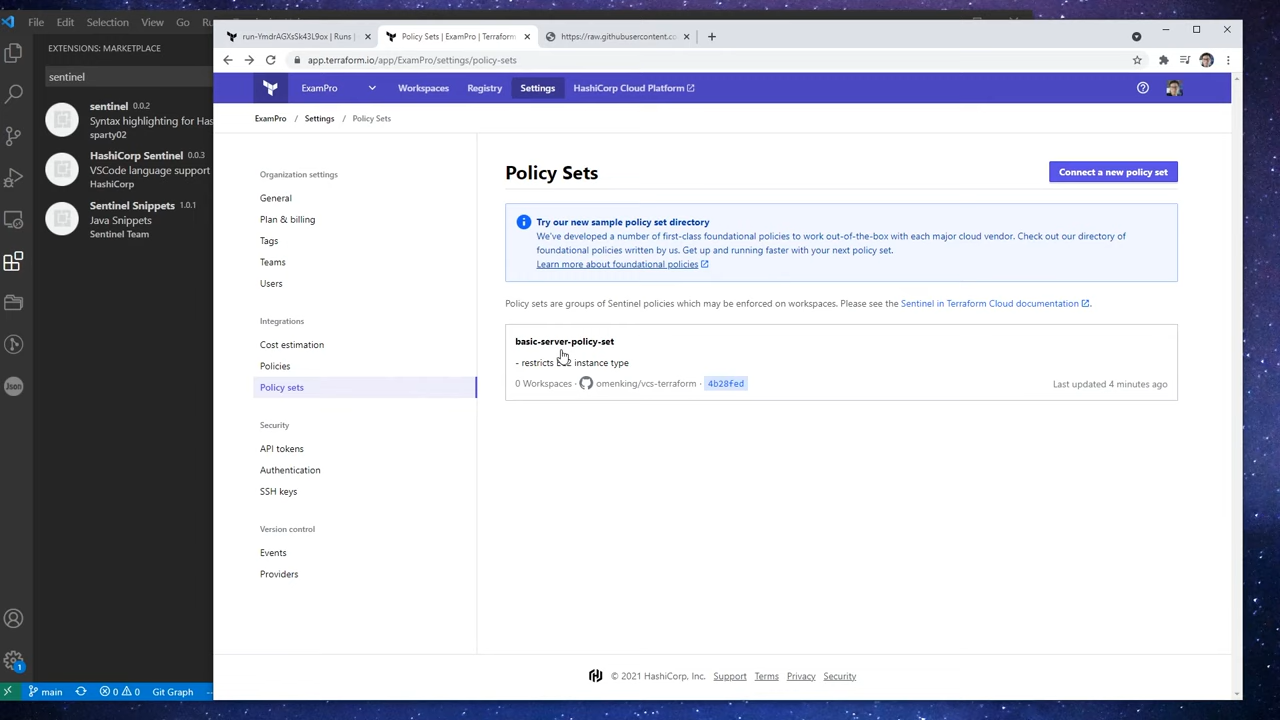 File
Edit
Selection
View
Go
R
EXTENSIONS: MARKETPLACE
sentinel
sentinel 0.0.2
Syntax highlighting for Has
sparty02
HashiCorp Sentinel 0.0.3
VSCode language support
HashiCorp
Sentinel Snippets 1.0.1
Java Snippets
Sentinel Team
Json
1
main
0
0
Git Graph
run-YmdrAGXsSk43L9ox | Runs |
Policy Sets | ExamPro | Terraform
https://raw.githubusercontent.co
app.terraform.io/app/ExamPro/settings/policy-sets
ExamPro
Workspaces
Registry
Settings
HashiCorp Cloud Platform
ExamPro / Settings / Policy Sets
Organization settings
General
Plan & billing
Tags
Teams
Users
Integrations
Cost estimation
Policies
Policy sets
Security
API tokens
Authentication
SSH keys
Version control
Events
Providers
Policy Sets
Connect a new policy set
Try our new sample policy set directory
We've developed a number of first-class foundational policies to work out-of-the-box with each major cloud vendor. Check out our directory of
foundational policies written by us. Get up and running faster with your next policy set.
Learn more about foundational policies
Policy sets are groups of Sentinel policies which may be enforced on workspaces. Please see the Sentinel in Terraform Cloud documentation.
basic-server-policy-set
- restricts instance type
0 Workspaces · omenking/vcs-terraform · 4b28fed
Last updated 4 minutes ago
© 2021 HashiCorp, Inc.
Support
Terms
Privacy
Security